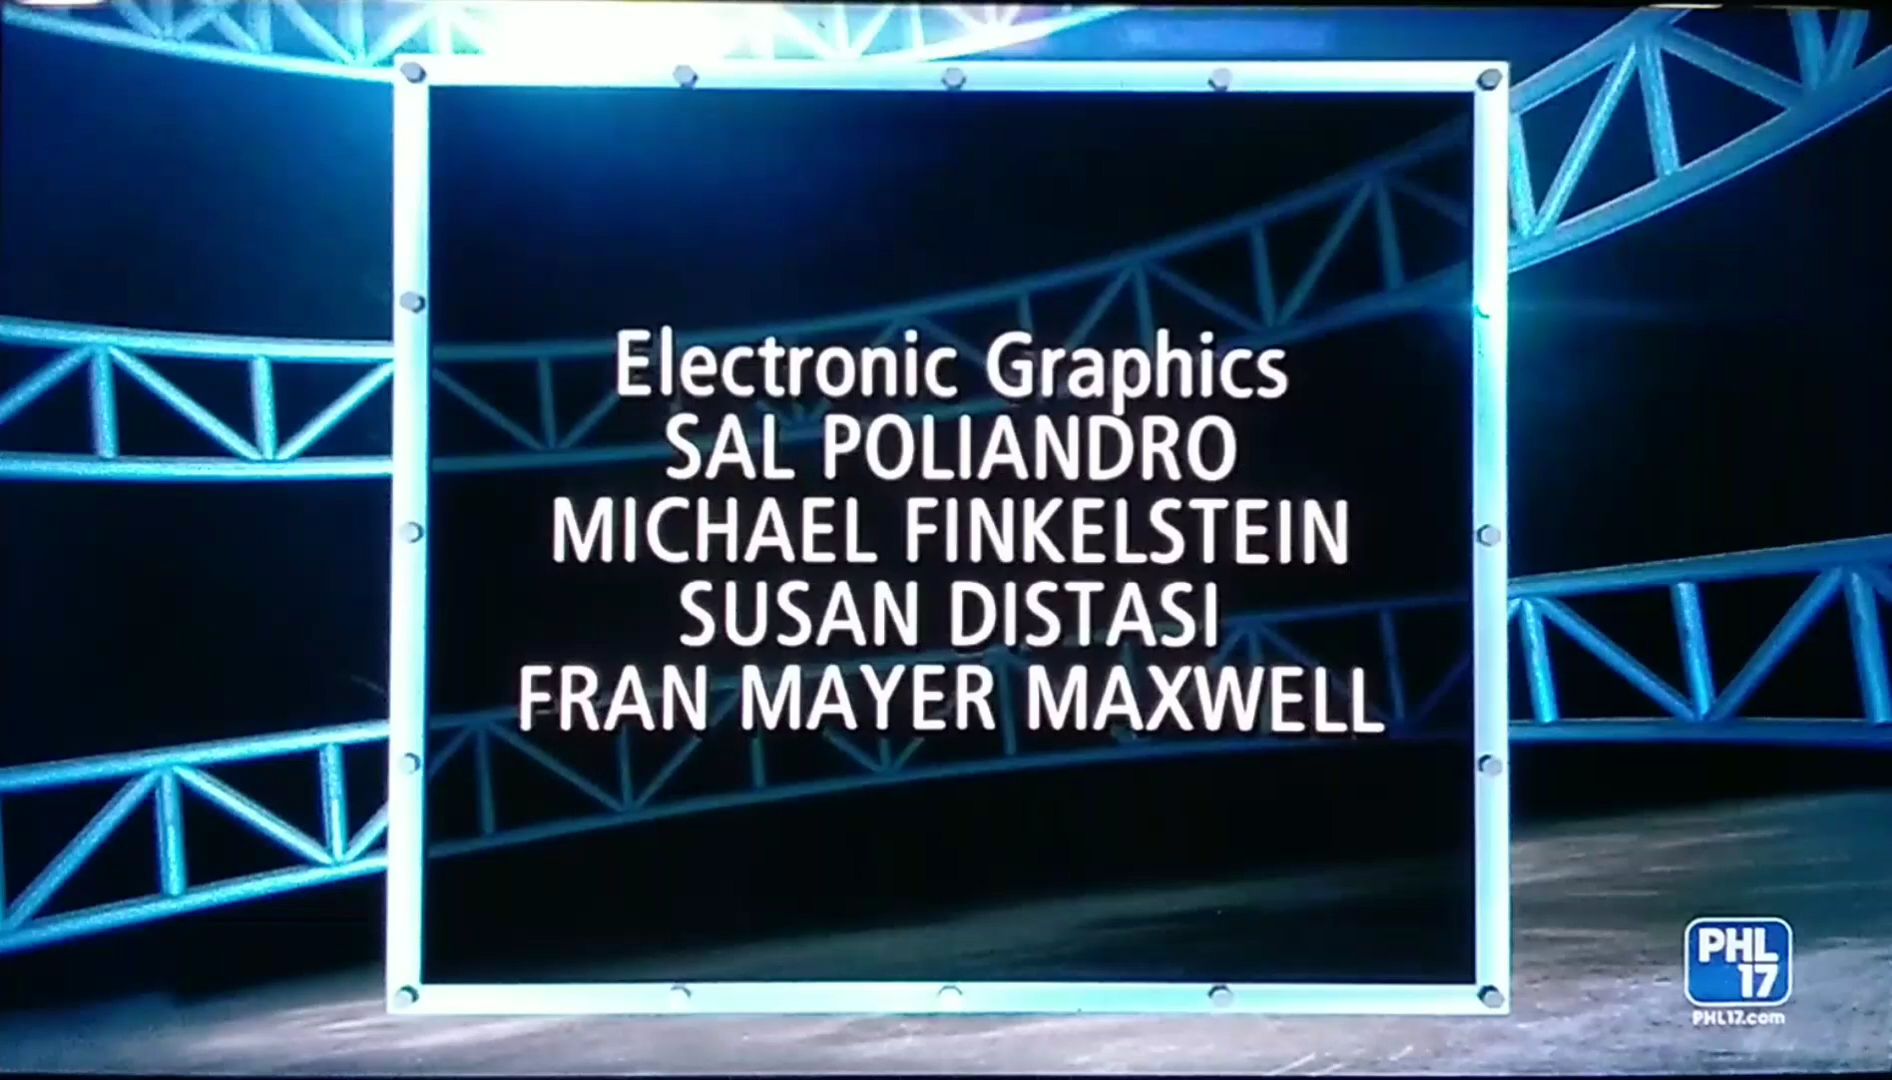 Electronic Graphics
SAL POLIANDRO
MICHAEL FINKELSTEIN
SUSAN DISTASI
FRAN MAYER MAXWELL
PHL
17
PHL17.com